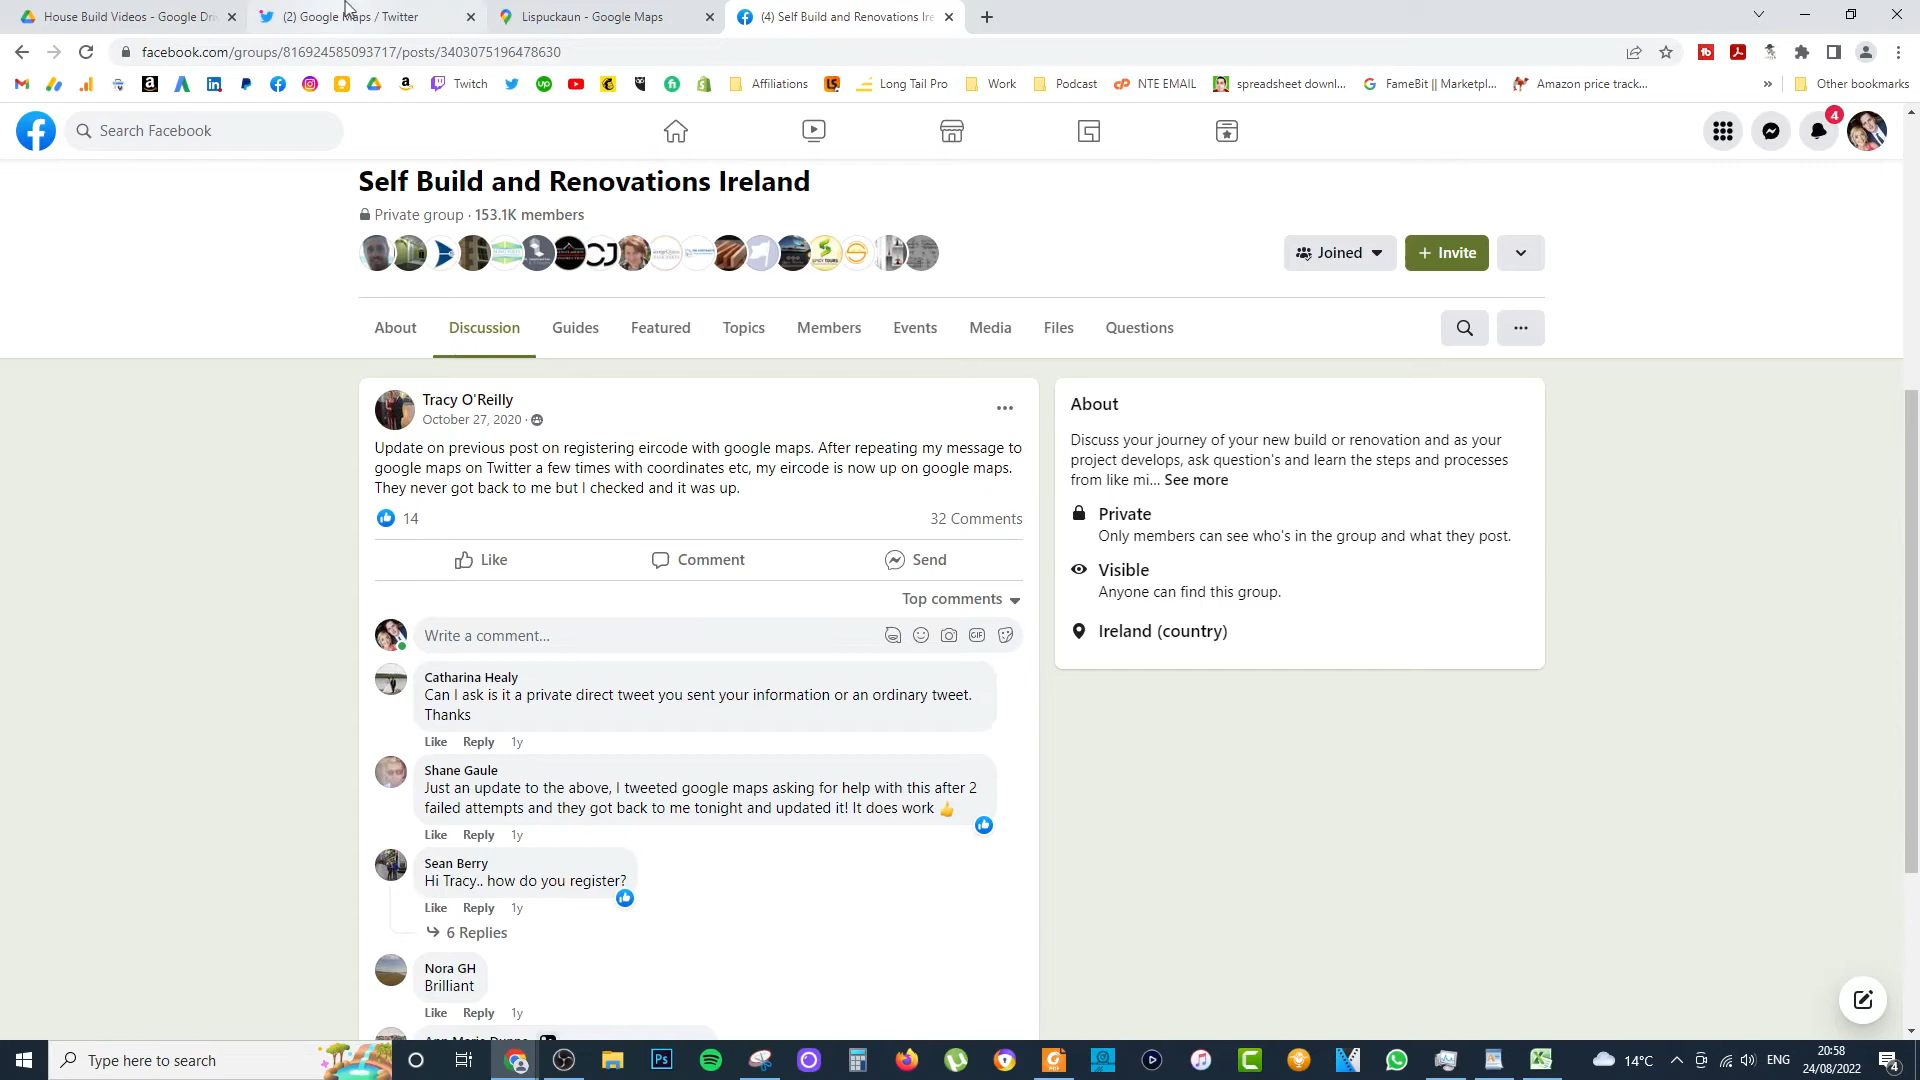 House Build Videos - Google Dri
(2) Google Maps / Twitter
Lispuckaun - Google Maps
(4) Self Build and Renovations Ire
facebook.com/groups/816924585093717/posts/3403075196478630
Twitch
Affiliations
Long Tail Pro
Work
Podcast
NTE EMAIL
spreadsheet downl...
FameBit || Marketpl...
Amazon price track...
»
Other bookmarks
Search Facebook
4
Self Build and Renovations Ireland
Private group · 153.1K members
Joined
+ Invite
About
Discussion
Guides
Featured
Topics
Members
Events
Media
Files
Questions
Tracy O'Reilly
October 27, 2020 ·
Update on previous post on registering eircode with google maps. After repeating my message to
google maps on Twitter a few times with coordinates etc, my eircode is now up on google maps.
They never got back to me but I checked and it was up.
14
32 Comments
Like
Comment
Send
Top comments
Write a comment...
GIF
Catharina Healy
Can I ask is it a private direct tweet you sent your information or an ordinary tweet.
Thanks
Like Reply 1y
Shane Gaule
Just an update to the above, I tweeted google maps asking for help with this after 2
failed attempts and they got back to me tonight and updated it! It does work 👍
Like Reply 1y
Sean Berry
Hi Tracy.. how do you register?
Like Reply 1y
6 Replies
Nora GH
Brilliant
Like Reply 1y
About
Discuss your journey of your new build or renovation and as your
project develops, ask question's and learn the steps and processes
from like mi... See more
Private
Only members can see who's in the group and what they post.
Visible
Anyone can find this group.
Ireland (country)
Type here to search
Ps
14°C
ENG
20:58
24/08/2022
4